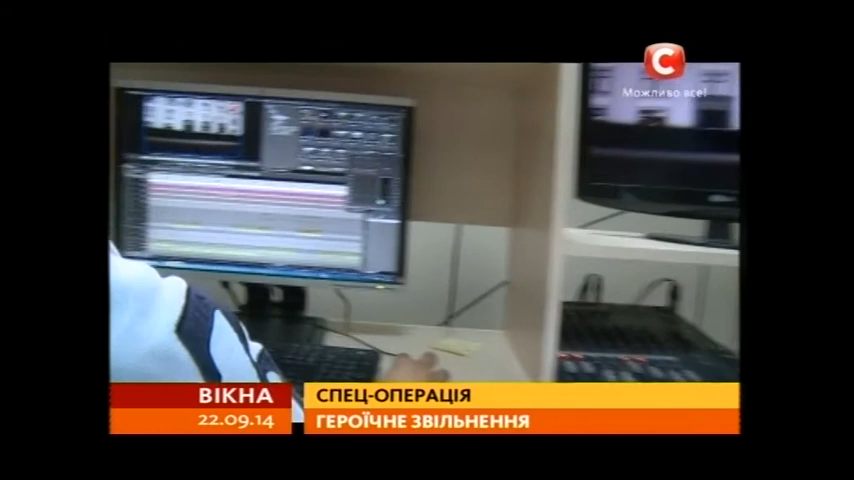 С
Можливо все!
ВІКНА
22.09.14
СПЕЦ-ОПЕРАЦІЯ
ГЕРОЇЧНЕ ЗВІЛЬНЕННЯ